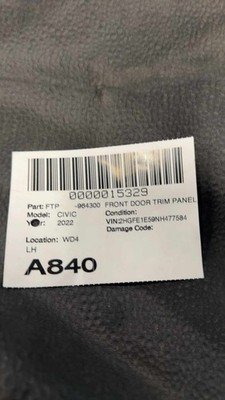 0000015329
Part: FTP -964300 FRONT DOOR TRIM PANEL
Model: CIVIC Condition:
Year: 2022 VIN:2HGFE1E59NH477584
Damage Code:
Location: WD4
LH
A840